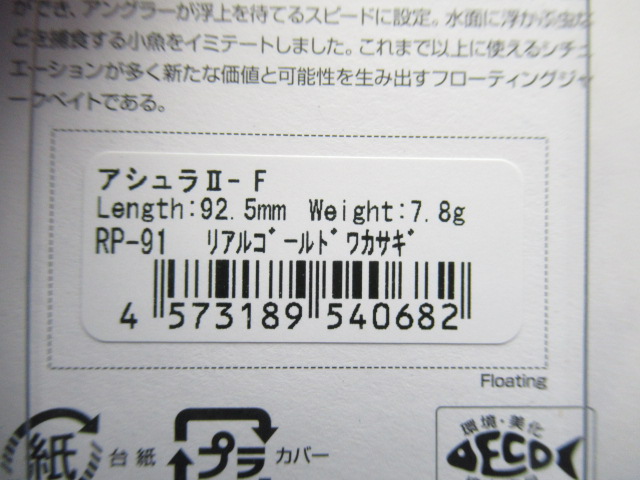 ができ、アングラーが浮上を待てるスピードに設定。水面に浮かぶ虫な
どを捕食する小魚をイミテートしました。これまで以上に使えるシチュ
エーションが多く新たな価値と可能性を生み出すフローティングジャ
ークベイトである。
アシュラⅡ- F
Length:92.5mm Weight:7.8g
RP-91 ﾘｱﾙｺﾞｰﾙﾄﾞﾜｶｻｷﾞ
4 573189 540682
Floating
紙 台紙 プラ カバー
環境・美化
ECO